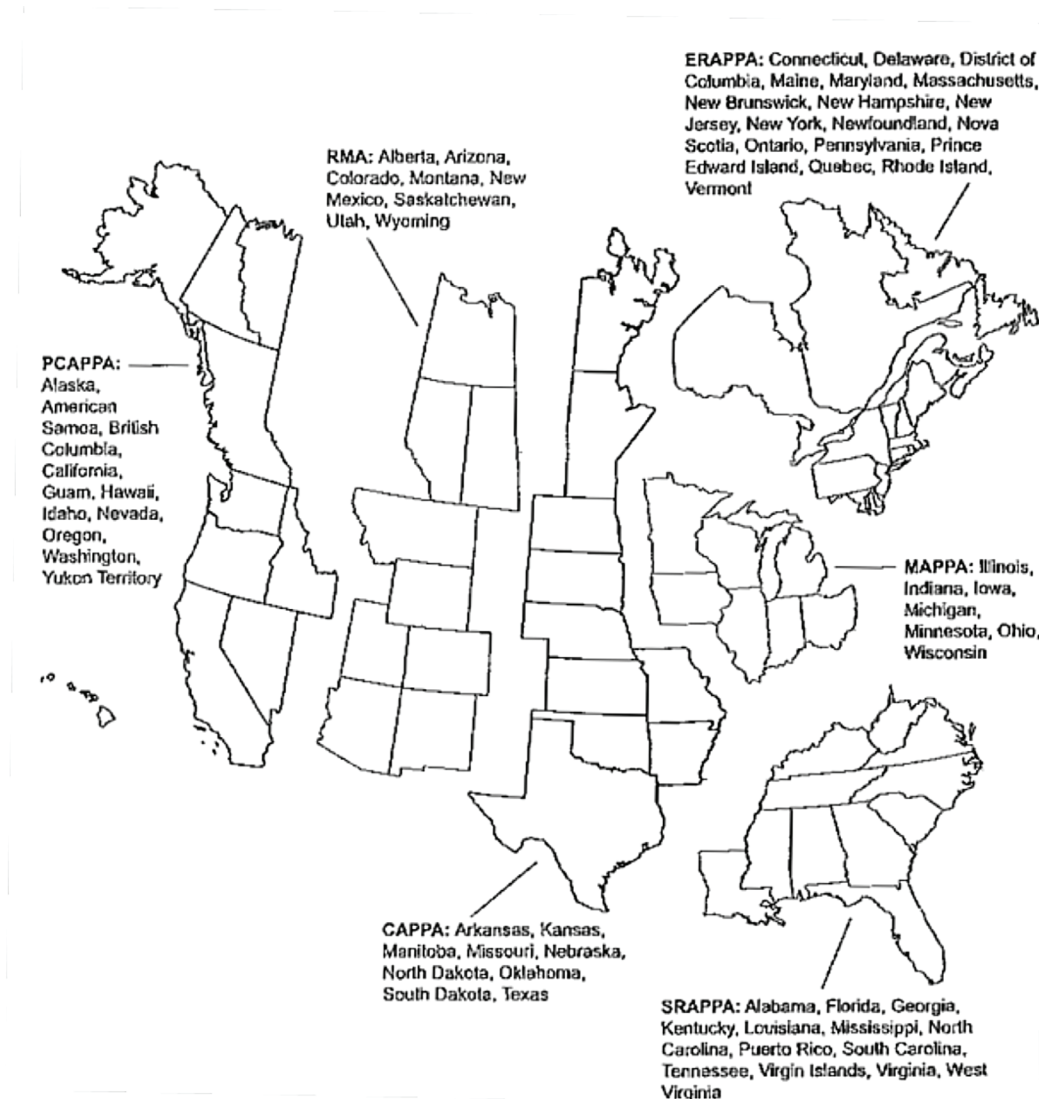 ERAPPA: Connecticut, Delaware, District of
Columbia, Maine, Maryland, Massachusetts,
New Brunswick, New Hampshire, New
Jersey, New York, Newfoundland, Nova
Scotia, Ontario, Pennsylvania, Prince
Edward Island, Quebec, Rhode Island,
Vermont
RMA: Alberta, Arizona,
Colorado, Montana, New
Mexico, Saskatchewan,
Utah, Wyoming
PCAPPA:
Alaska,
American
Samoa, British
Columbia,
California,
Guam, Hawaii,
Idaho, Nevada,
Oregon,
Washington,
Yukon Territory
MAPPA: Illinois,
Indiana, Iowa,
Michigan,
Minnesota, Ohio,
Wisconsin
CAPPA: Arkansas, Kansas,
Manitoba, Missouri, Nebraska,
North Dakota, Oklahoma,
South Dakota, Texas
SRAPPA: Alabama, Florida, Georgia,
Kentucky, Louisiana, Mississippi, North
Carolina, Puerto Rico, South Carolina,
Tennessee, Virgin Islands, Virginia, West
Virginia